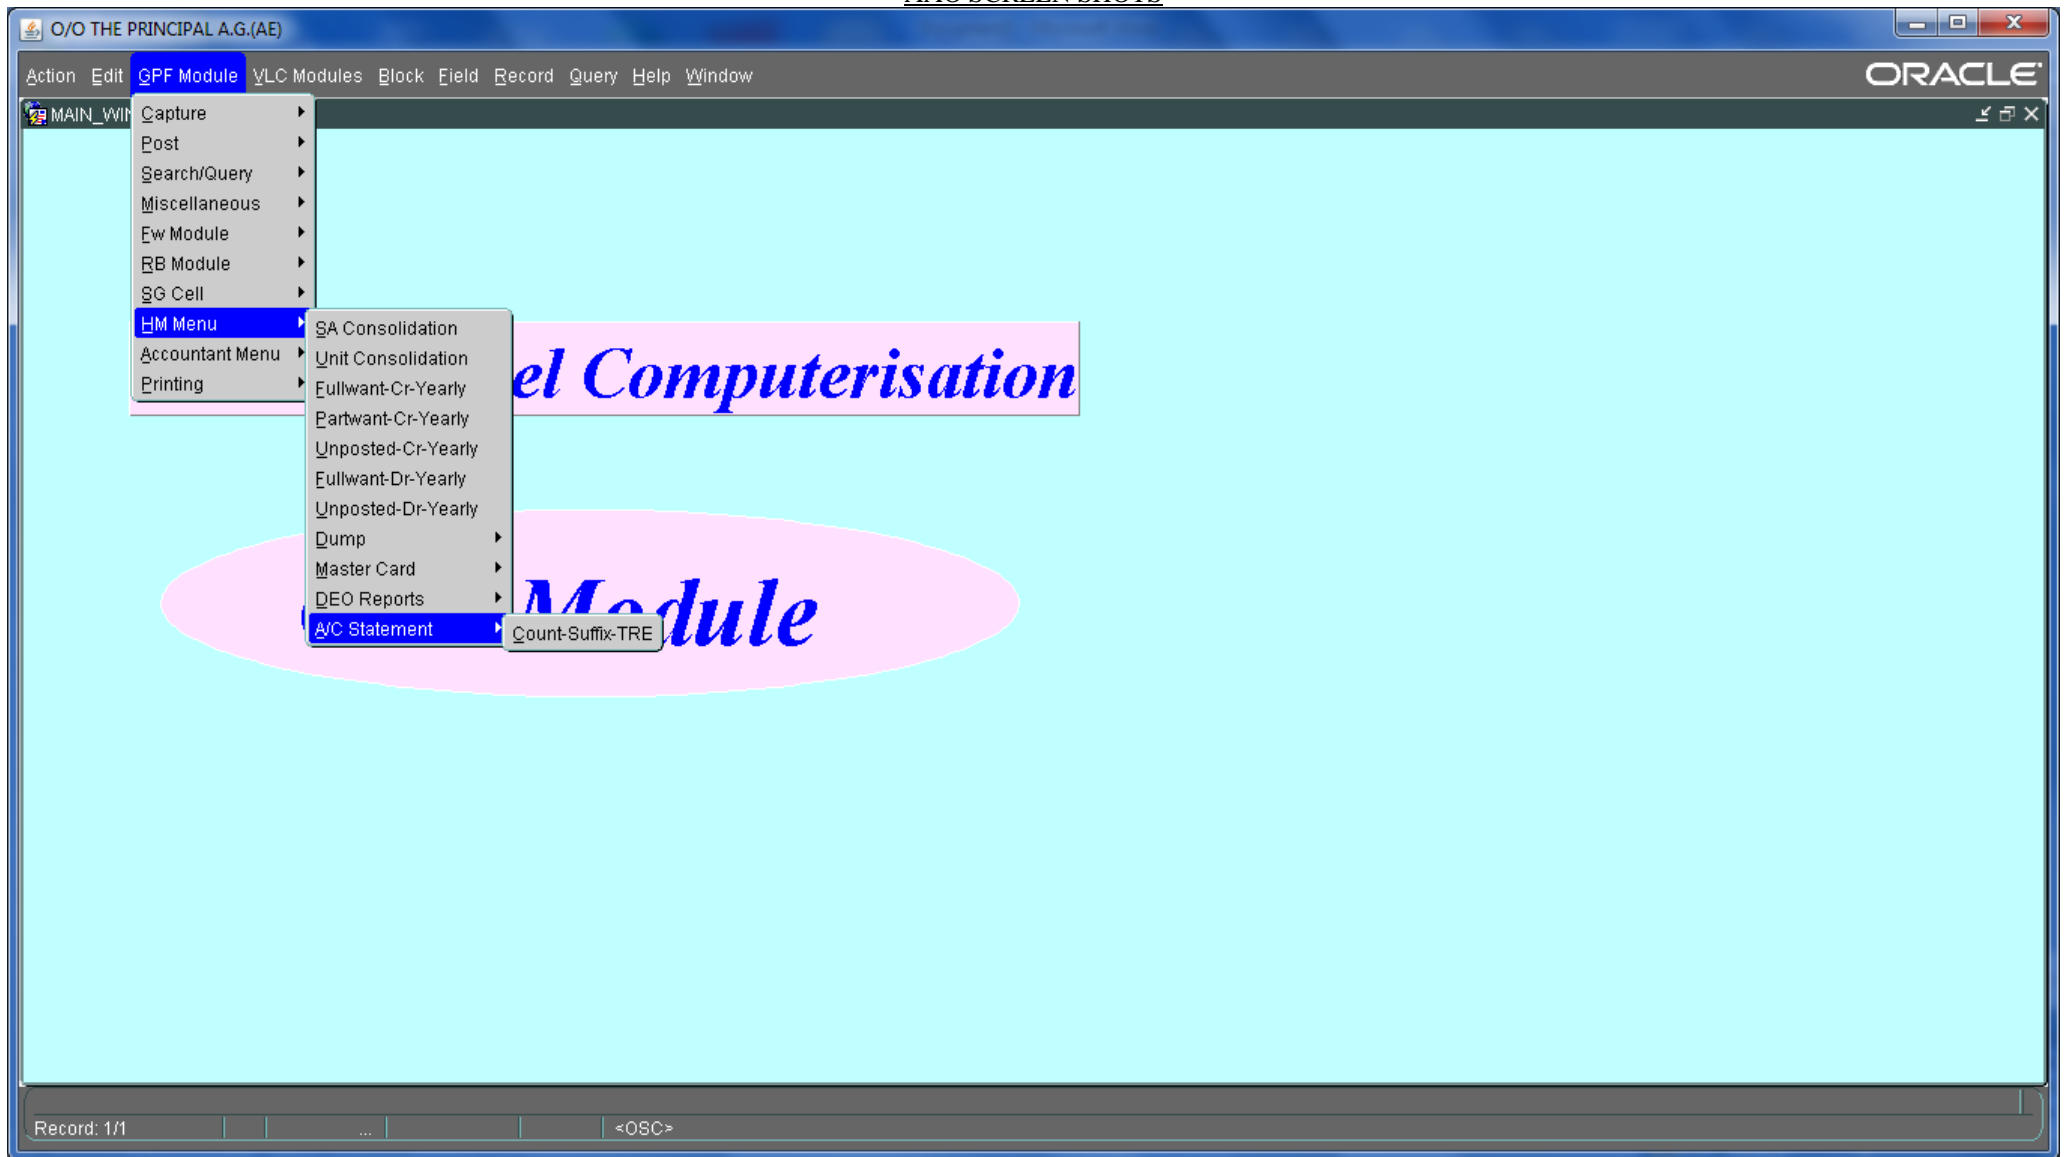 O/O THE PRINCIPAL A.G.(AE)
Action Edit GPF Module VLC Modules Block Field Record Query Help Window
ORACLE
MAIN_WIN
Capture
Post
Search/Query
Miscellaneous
Fw Module
RB Module
SG Cell
HM Menu
Accountant Menu
Printing
SA Consolidation
Unit Consolidation
Fullwant-Cr-Yearly
Partwant-Cr-Yearly
Unposted-Cr-Yearly
Fullwant-Dr-Yearly
Unposted-Dr-Yearly
Dump
Master Card
DEO Reports
A/C Statement
Count-Suffix-TRE
el Computerisation
Module
Record: 1/1 ... <OSC>